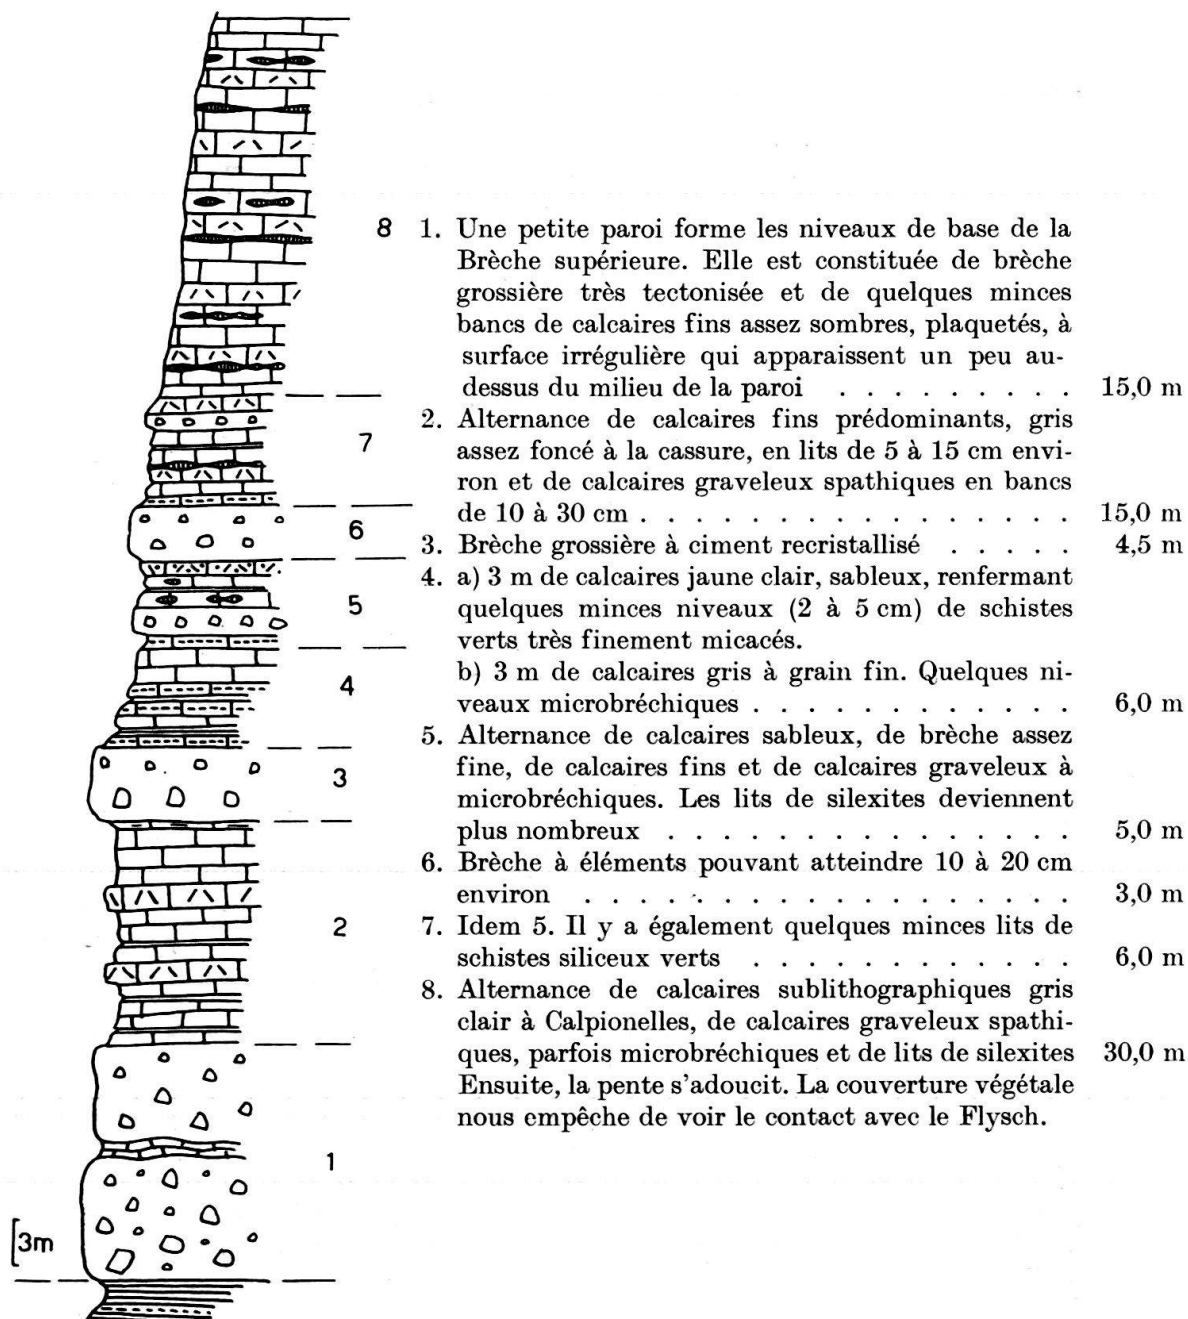 8
1. Une petite paroi forme les niveaux de base de la
Brèche supérieure. Elle est constituée de brèche
grossière très tectonisée et de quelques minces
bancs de calcaires fins assez sombres, plaquetés, à
surface irrégulière qui apparaissent un peu au-
dessus du milieu de la paroi . . . . . . . . . 15,0 m
2. Alternance de calcaires fins prédominants, gris
assez foncé à la cassure, en lits de 5 à 15 cm envi-
ron et de calcaires graveleux spathiques en bancs
de 10 à 30 cm . . . . . . . . . . . . . . . . 15,0 m
3. Brèche grossière à ciment recristallisé . . . . . 4,5 m
4. a) 3 m de calcaires jaune clair, sableux, renfermant
quelques minces niveaux (2 à 5 cm) de schistes
verts très finement micacés.
b) 3 m de calcaires gris à grain fin. Quelques ni-
veaux microbréchiques . . . . . . . . . . . . 6,0 m
5. Alternance de calcaires sableux, de brèche assez
fine, de calcaires fins et de calcaires graveleux à
microbréchiques. Les lits de silexites deviennent
plus nombreux . . . . . . . . . . . . . . . 5,0 m
6. Brèche à éléments pouvant atteindre 10 à 20 cm
environ . . . . . . . . . . . . . . . . . . 3,0 m
7. Idem 5. Il y a également quelques minces lits de
schistes siliceux verts . . . . . . . . . . . . 6,0 m
8. Alternance de calcaires sublithographiques gris
clair à Calpionelles, de calcaires graveleux spathi-
ques, parfois microbréchiques et de lits de silexites 30,0 m
Ensuite, la pente s'adoucit. La couverture végétale
nous empêche de voir le contact avec le Flysch.
7
6
5
4
3
2
1
3m